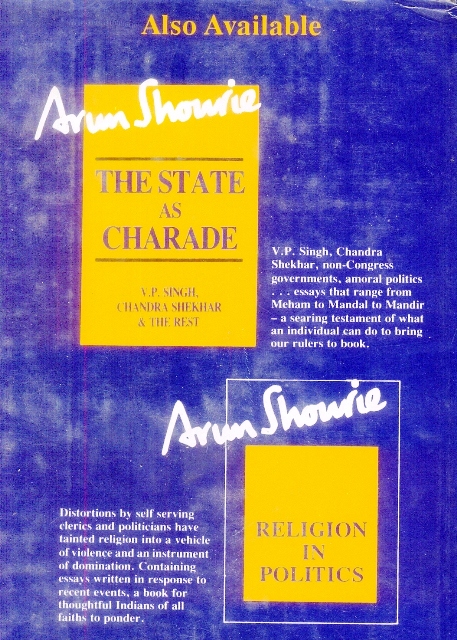 Also Available
Arun Shourie
THE STATE
AS
CHARADE
V.P. SINGH,
CHANDRA SHEKHAR
& THE REST
V.P. Singh, Chandra
Shekhar, non-Congress
governments, amoral politics
. . . essays that range from
Meham to Mandal to Mandir
– a searing testament of what
an individual can do to bring
our rulers to book.
Arun Shourie
RELIGION
IN
POLITICS
Distortions by self serving
clerics and politicians have
tainted religion into a vehicle
of violence and an instrument
of domination. Containing
essays written in response to
recent events, a book for
thoughtful Indians of all
faiths to ponder.